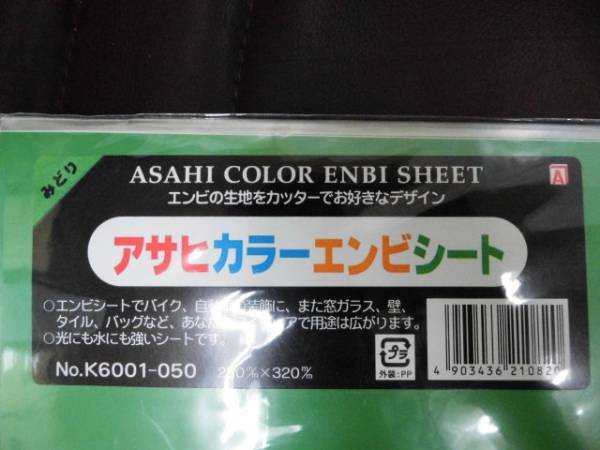 みどり
ASAHI COLOR ENBI SHEET
A
エンビの生地をカッターでお好きなデザイン
アサヒカラーエンビシート
○エンビシートでバイク、自 装飾に、また窓ガラス、壁、
タイル、バッグなど、あな アで用途は広がります。
○光にも水にも強いシートです。
No.K6001-050 ㎜×320㎜
プラ
外装:PP
4 903436 210820